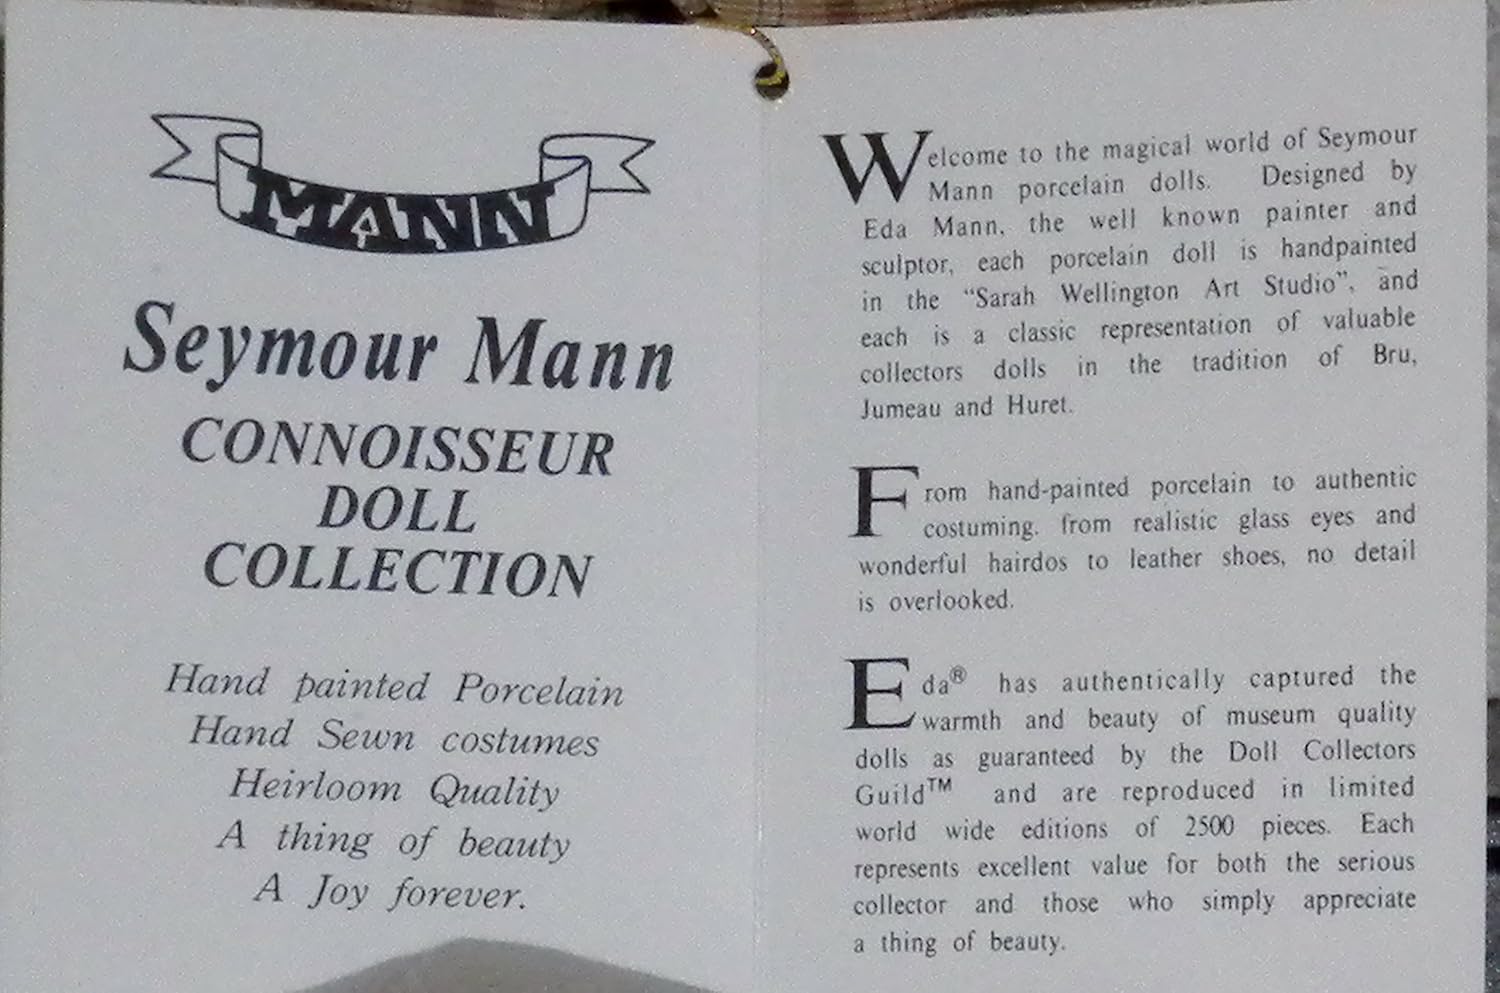 MANN
Seymour Mann
CONNOISSEUR
DOLL
COLLECTION
Hand painted Porcelain
Hand Sewn costumes
Heirloom Quality
A thing of beauty
A Joy forever.
Welcome to the magical world of Seymour
Mann porcelain dolls. Designed by
Eda Mann, the well known painter and
sculptor, each porcelain doll is handpainted
in the “Sarah Wellington Art Studio”, and
each is a classic representation of valuable
collectors dolls in the tradition of Bru,
Jumeau and Huret.
From hand-painted porcelain to authentic
costuming. from realistic glass eyes and
wonderful hairdos to leather shoes, no detail
is overlooked.
Eda® has authentically captured the
warmth and beauty of museum quality
dolls as guaranteed by the Doll Collectors
Guild™ and are reproduced in limited
world wide editions of 2500 pieces. Each
represents excellent value for both the serious
collector and those who simply appreciate
a thing of beauty.